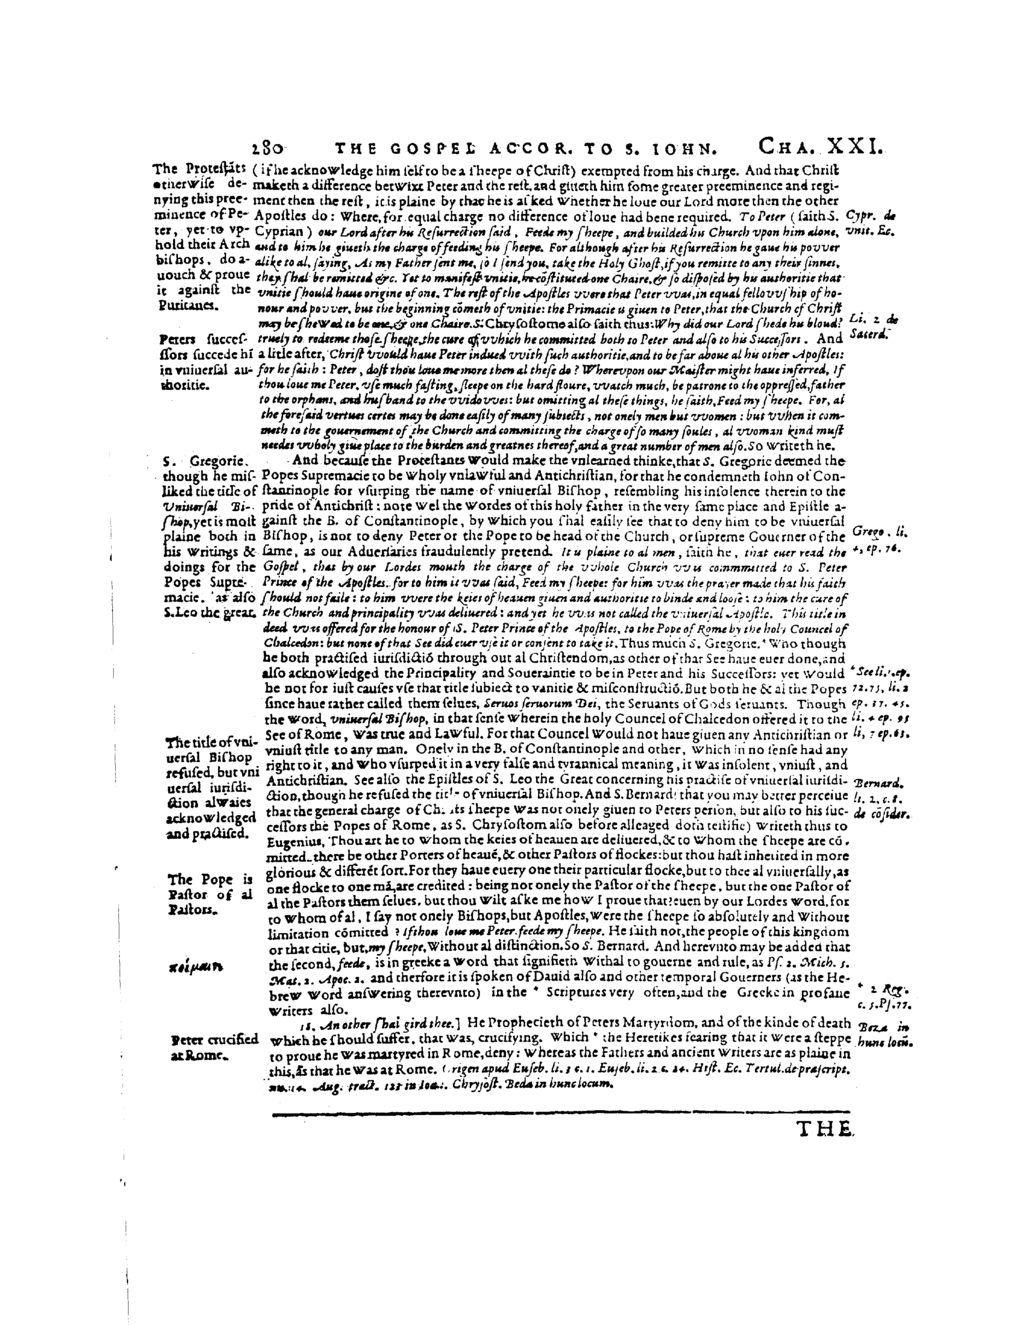 280 THE GOSPEL ACCOR. TO S. IOHN. CHA. XXI.
The Protestāts
otherwise de-
nying this pree-
minence of Pe-
ter, yet to vp-
hold their Arch
bishops, do a-
uouch & proue
it against the
Puritanes.
Peters succes-
sors succede hī
in vniuersal au-
thoritie.
S. Gregorie,
though he mis-
liked the title of
Vniuersal Bi-
shop, yet is most
plaine both in
his writings &
doings for the
Popes Supre-
macie. as also
S. Leo the great.
The title of vni-
uersal Bishop
refused, but vni
uersal iurisdi-
ction alwaies
acknowledged
and practised.
The Pope is
Pastor of al
Pastors.
ποίμαιν
Peter crucified
at Rome.
(if he acknowledge him self to be a sheepe of Christ) exempted from his charge. And that Christ
maketh a difference betwixt Peter and the rest, and giueth him some greater preeminence and regi-
ment then the rest, it is plaine by that he is asked whether he loue our Lord more then the other
Apostles do: Where, for equal charge no difference of loue had bene required. To Peter (saith S.
Cyprian) our Lord after his Resurrection said, Feede my sheepe, and builded his Church vpon him alone,
and to him he giueth the charge of feeding his sheepe. For although after his Resurrection he gaue his povver
alike to al, saying, As my Father sent me, so I send you, take the Holy Ghost, if you remitte to any their sinnes,
they shal be remitted &c. Yet to manifest vnitie, he cōstituted one Chaire, & so disposed by his authoritie that
vnitie should haue origine of one. The rest of the Apostles vvere that Peter vvas, in equal fellovvship of ho-
nour and povver, but the beginning cōmeth of vnitie: the Primacie is giuen to Peter, that the Church of Christ
may be shewed to be one, & one Chaire. S. Chrysostome also saith thus: Why did our Lord shede his bloud?
truely to redeeme those sheepe, the cure of vvhich he committed both to Peter and also to his Successors. And
a litle after, Christ vvould haue Peter indued vvith such authoritie, and to be far aboue al his other Apostles:
for he saith: Peter, dost thou loue me more then al these do? Wherevpon our Maister might haue inferred, If
thou loue me Peter, vse much fasting, sleepe on the hard floure, vvatch much, be patrone to the oppressed, father
to the orphans, and husband to the vvidovves: but omitting al these things, he saith, Feed my sheepe. For, al
the foresaid vertues certes may be done easily of many subiects, not onely men but vvomen: but vvhen it com-
meth to the gouernement of the Church and committing the charge of so many soules, al vvoman kind must
needes vvholy giue place to the burden and greatnes thereof, and a great number of men also. So writeth he.
And because the Protestants would make the vnlearned thinke, that S. Gregorie deemed the
Popes Supremacie to be wholy vnlawful and Antichristian, for that he condemneth Iohn of Con-
stantinople for vsurping the name of vniuersal Bishop, resembling his insolence therein to the
pride of Antichrist: note wel the wordes of this holy father in the very same place and Epistle a-
gainst the B. of Constantinople, by which you shal easily see that to deny him to be vniuersal
Bishop, is not to deny Peter or the Pope to be head of the Church, or supreme Gouerner of the
same, as our Aduersaries fraudulently pretend. It is plaine to al men, saith he, that euer read the
Gospel, that by our Lordes mouth the charge of the vvhole Church vvas committed to S. Peter
Prince of the Apostles. for to him it vvas said, Feed my sheepe: for him vvas the prayer made that his faith
should not faile: to him vvere the keies of heauen giuen and authoritie to binde and loose: to him the cure of
the Church and principality vvas deliuered: and yet he vvas not called the vniuersal Apostle. This title in
deed vvas offered for the honour of S. Peter Prince of the Apostles, to the Pope of Rome by the holy Councel of
Chalcedon: but none of that See did euer vse it or consent to take it. Thus much S. Gregorie. * Who though
he both practised iurisdictiō through out al Christendom, as other of that See haue euer done, and
also acknowledged the Principality and Soueraintie to be in Peter and his Successors: yet would
he not for iust causes vse that title subiect to vanitie & misconstructiō. But both he & al the Popes
since haue rather called them selues, Seruos seruorum Dei, the Seruants of Gods seruants. Though
the word, vniuersal Bishop, in that sense wherein the holy Councel of Chalcedon offered it to the
See of Rome, was true and lawful. For that Councel would not haue giuen any Antichristian or
vniust title to any man. Onely in the B. of Constantinople and other, which in no sense had any
right to it, and who vsurped it in a very false and tyrannical meaning, it was insolent, vniust, and
Antichristian. See also the Epistles of S. Leo the Great concerning his practise of vniuersal iurisdi-
ction, though he refused the title of vniuersal Bishop. And S. Bernard (that you may better perceiue
that the general charge of Christs sheepe was not onely giuen to Peters person, but also to his suc-
cessors the Popes of Rome, as S. Chrysostom also before alleaged doth testifie) writeth thus to
Eugenius, Thou art he to whom the keies of heauen are deliuered, & to whom the sheepe are cō-
mitted. there be other Porters of heauē, & other Pastors of flockes: but thou hast inherited in more
glorious & differēt sort. For they haue euery one their particular flocke, but to thee al vniuersally, as
one flocke to one mā, are credited: being not onely the Pastor of the sheepe, but the one Pastor of
al the Pastors them selues. but thou wilt aske me how I proue that? euen by our Lordes word, for
to whom of al, I say not onely Bishops, but Apostles, were the sheepe so absolutely and without
limitation cōmitted? If thou loue me Peter, feede my sheepe. He saith not, the people of this kingdom
or that citie, but, my sheepe, without al distinction. So S. Bernard. And herevnto may be added that
the second, feede, is in greeke a word that signifieth withal to gouerne and rule, as Ps. 2. Mich. 5.
Mat. 2. Apoc. 2. and therfore it is spoken of Dauid also and other temporal Gouerners (as the He-
brew word answering therevnto) in the * Scriptures very often, and the Greeke in profane
writers also.
18. An other shal gird thee.] He Prophecieth of Peters Martyrdom, and of the kinde of death
which he should suffer, that was, crucifying. Which * the Heretikes fearing that it were a steppe
to proue he was martyred in Rome, deny: whereas the Fathers and ancient writers are as plaine in
this, as that he was at Rome. Origen apud Euseb. li. 3 c. 1. Euseb. li. 2 c. 24. Hist. Ec. Tertul. de præscrip.
Aug. tract. 123 in Ioan. Chrysost. Beda in hunc locum.
Cypr. de
vnit. Ec.
Li. 2 de
Sacerd.
Grego. li.
4, ep. 76.
* See li. 1. ep.
72. 75. li. 2
ep. 37. 45.
li. 4 ep. 95
li, 7 ep. 63.
Bernard.
li. 2. c. 8.
de cōsider.
* 2 Reg.
c. 5. Ps. 77.
Beza in
hunc locū.
THE